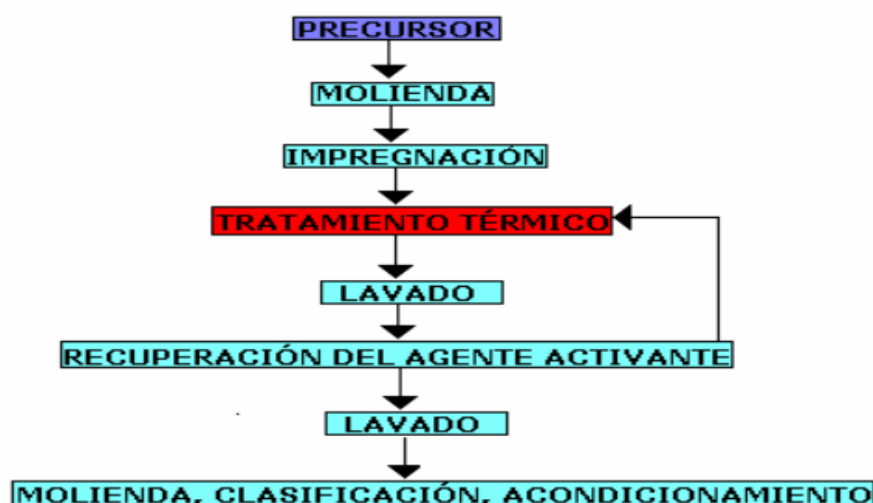 PRECURSOR
MOLIENDA
IMPREGNACIÓN
TRATAMIENTO TÉRMICO
LAVADO
RECUPERACIÓN DEL AGENTE ACTIVANTE
LAVADO
MOLIENDA, CLASIFICACIÓN, ACONDICIONAMIENTO